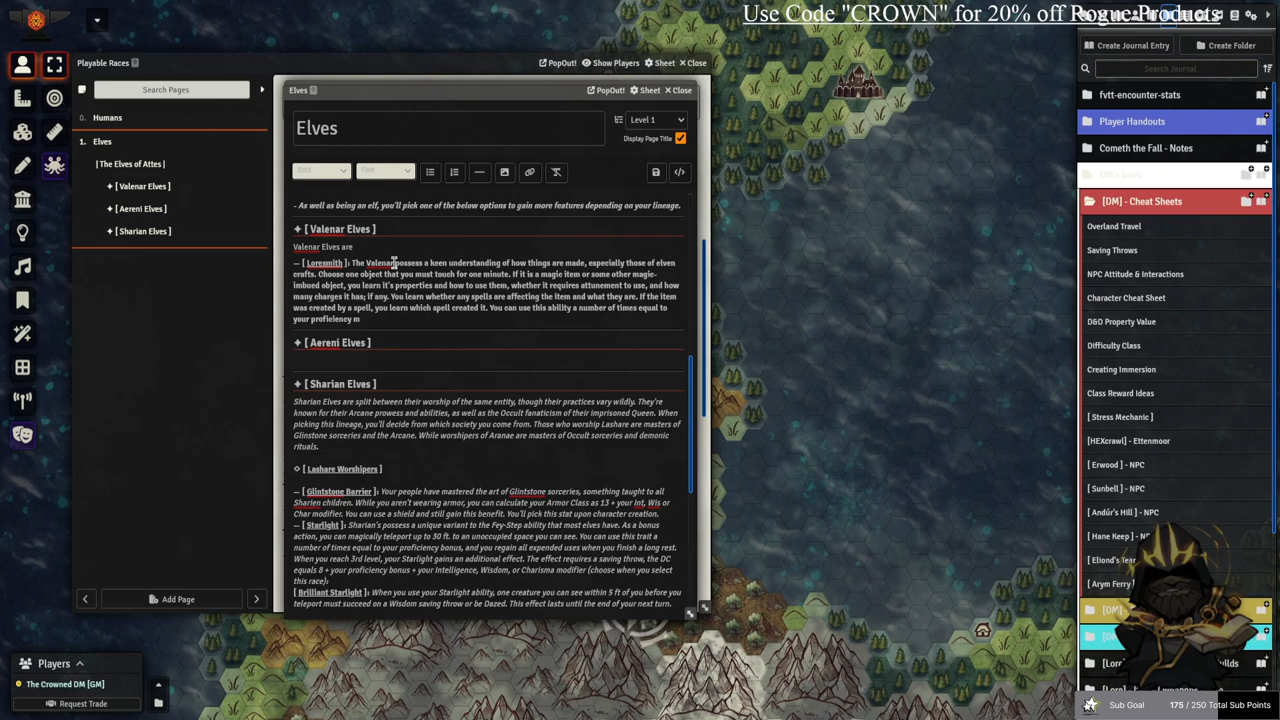 Use Code "CROWN" for 20% off Rogue Products
Playable Races
PopOut!
Show Players
Sheet
Close
Search Pages
0. Humans
1. Elves
| The Elves of Attes |
✦ [ Valenar Elves ]
✦ [ Aereni Elves ]
✦ [ Sharian Elves ]
Add Page
Elves
PopOut!
Sheet
Close
Elves
Level 1
Display Page Title
Bold
Font
- As well as being an elf, you'll pick one of the below options to gain more features depending on your lineage.
✦ [ Valenar Elves ]
Valenar Elves are
— [ Loresmith ]: The Valenar possess a keen understanding of how things are made, especially those of elven
crafts. Choose one object that you must touch for one minute. If it is a magic item or some other magic-
imbued object, you learn it's properties and how to use them, whether it requires attunement to use, and how
many charges it has; if any. You learn whether any spells are affecting the item and what they are. If the item
was created by a spell, you learn which spell created it. You can use this ability a number of times equal to
your proficiency m
✦ [ Aereni Elves ]
✦ [ Sharian Elves ]
Sharian Elves are split between their worship of the same entity, though their practices vary wildly. They're
known for their Arcane prowess and abilities, as well as the Occult fanaticism of their imprisoned Queen. When
picking this lineage, you'll decide from which society you come from. Those who worship Lashare are masters of
Glinstone sorceries and the Arcane. While worshipers of Aranae are masters of Occult sorceries and demonic
rituals.
◇ [ Lashare Worshipers ]
— [ Glintstone Barrier ]: Your people have mastered the art of Glintstone sorceries, something taught to all
Sharien children. While you aren't wearing armor, you can calculate your Armor Class as 13 + your Int, Wis or
Char modifier. You can use a shield and still gain this benefit. You'll pick this stat upon character creation.
— [ Starlight ]: Sharian's possess a unique variant to the Fey-Step ability that most elves have. As a bonus
action, you can magically teleport up to 30 ft. to an unoccupied space you can see. You can use this trait a
number of times equal to your proficiency bonus, and you regain all expended uses when you finish a long rest.
When you reach 3rd level, your Starlight gains an additional effect. The effect requires a saving throw, the DC
equals 8 + your proficiency bonus + your Intelligence, Wisdom, or Charisma modifier (choose when you select
this race):
[ Brilliant Starlight ]: When you use your Starlight ability, one creature you can see within 5 ft of you before you
teleport must succeed on a Wisdom saving throw or be Dazed. This effect lasts until the end of your next turn.
Create Journal Entry
Create Folder
Search Journal
fvtt-encounter-stats
Player Handouts
Cometh the Fall - Notes
[DM] - Cheat Sheets
Overland Travel
Saving Throws
NPC Attitude & Interactions
Character Cheat Sheet
D&D Property Value
Difficulty Class
Creating Immersion
Class Reward Ideas
[ Stress Mechanic ]
[HEXcrawl] - Ettenmoor
[ Erwood ] - NPC
[ Sunbell ] - NPC
[ Andúr's Hill ] - NPC
[ Hane Keep ] - NPC
[ Eliond's
[ Arym Ferry
[DM]
Players
The Crowned DM [GM]
Request Trade
Sub Goal
175 / 250 Total Sub Points